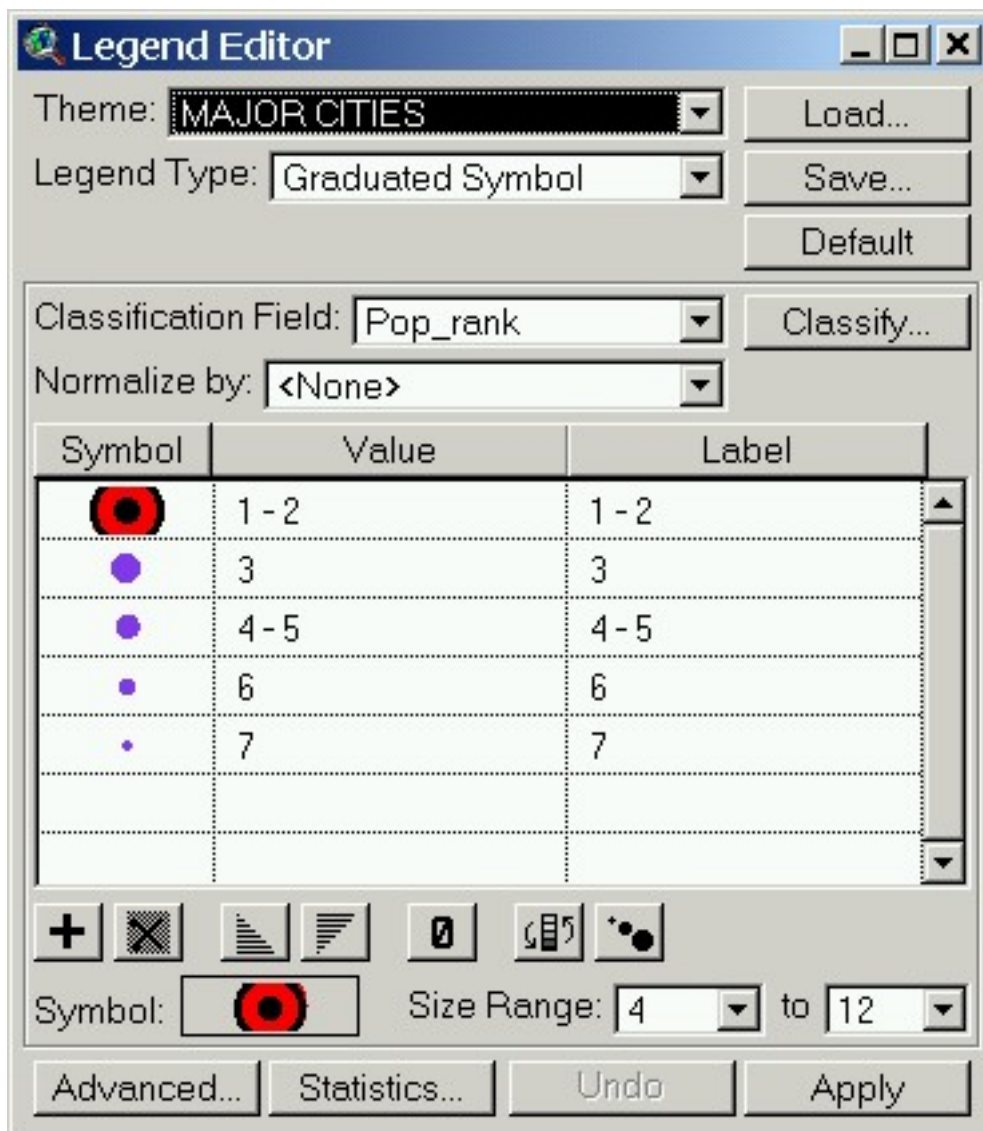 Legend Editor
Theme: MAJOR CITIES Load...
Legend Type: Graduated Symbol Save...
Default
Classification Field: Pop_rank Classify...
Normalize by: <None>
Symbol Value Label
1 - 2 1 - 2
3 3
4 - 5 4 - 5
6 6
7 7
0
Symbol: Size Range: 4 to 12
Advanced... Statistics... Undo Apply